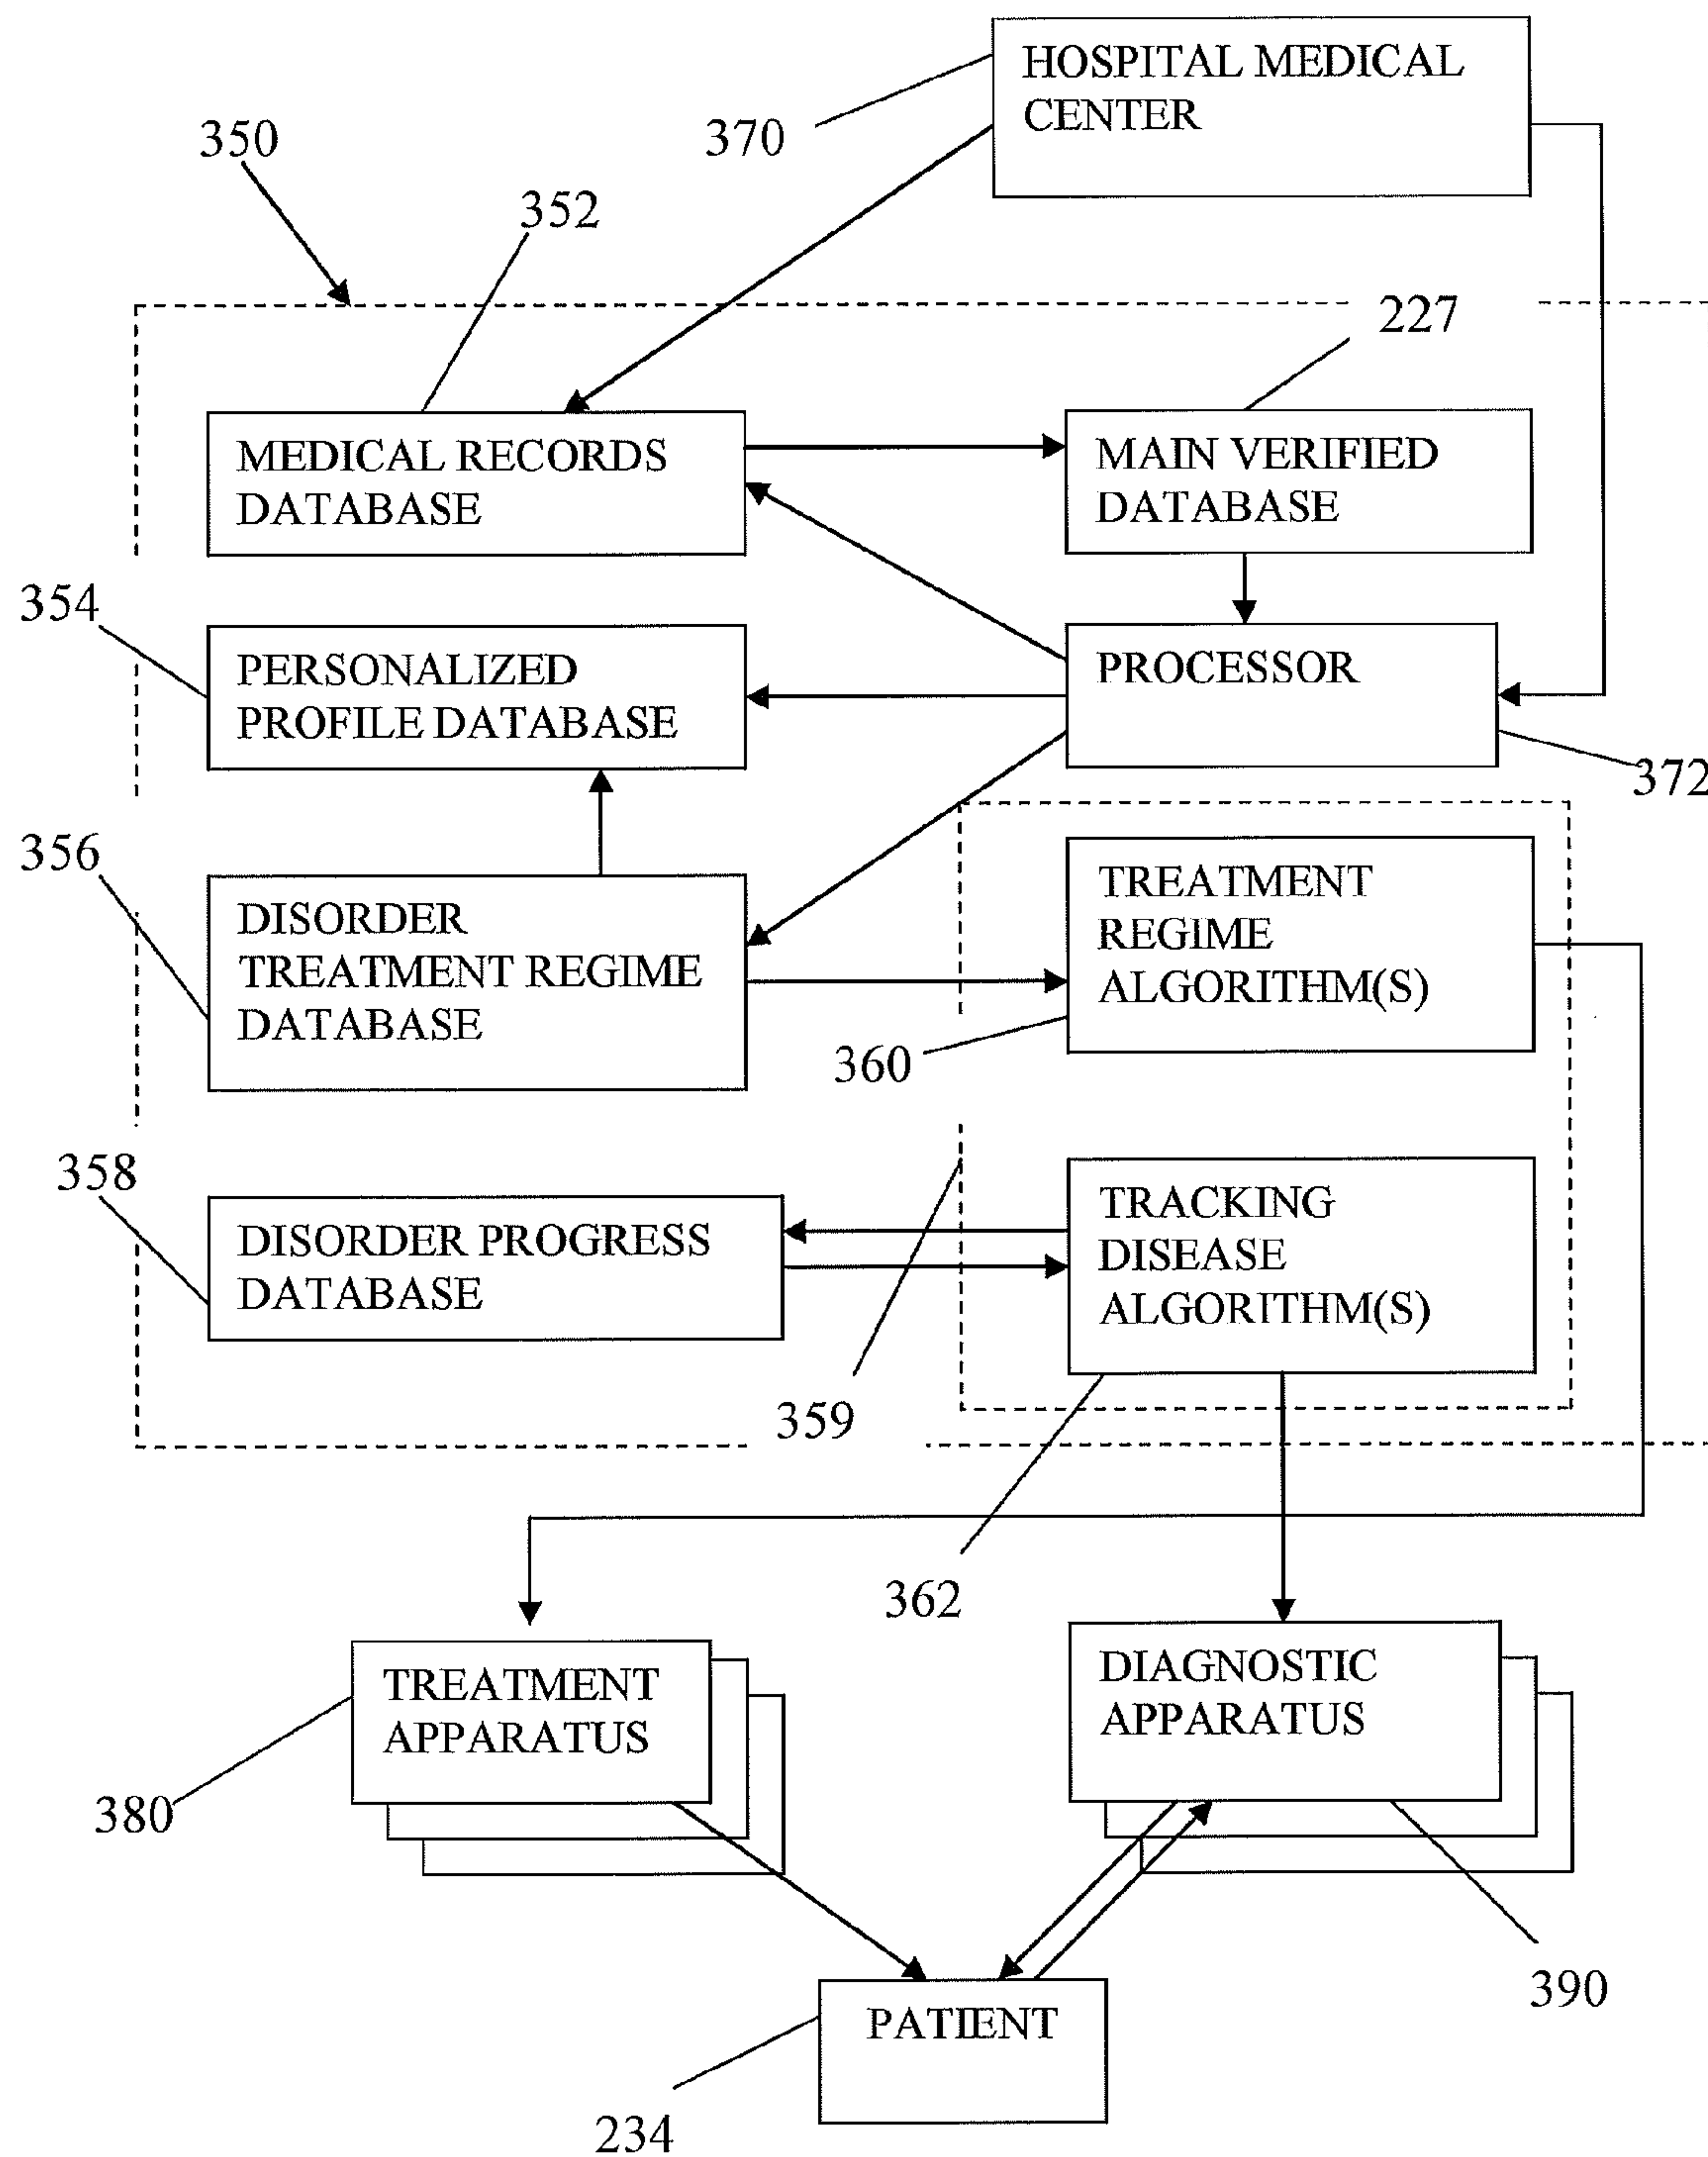 HOSPITAL MEDICAL
CENTER
370
350
352
227
MEDICAL RECORDS
DATABASE
MAIN VERIFIED
DATABASE
354
PERSONALIZED
PROFILE DATABASE
PROCESSOR
372
356
DISORDER
TREATMENT REGIME
DATABASE
TREATMENT
REGIME
ALGORITHM(S)
360
358
DISORDER PROGRESS
DATABASE
TRACKING
DISEASE
ALGORITHM(S)
359
362
TREATMENT
APPARATUS
DIAGNOSTIC
APPARATUS
380
390
PATIENT
234